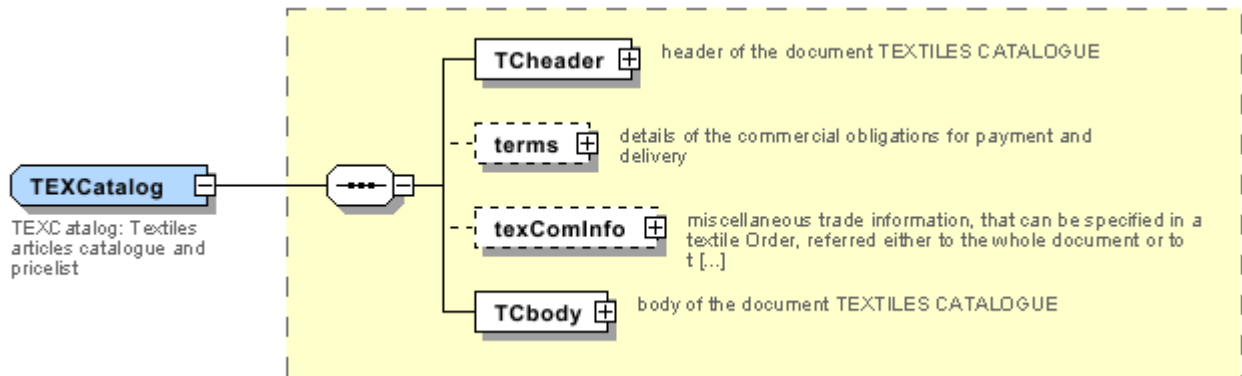 TCheader
header of the document TEXTILES CATALOGUE
terms
details of the commercial obligations for payment and
delivery
TEXCatalog
TEXCatalog: Textiles
articles catalogue and
pricelist
texComInfo
miscellaneous trade information, that can be specified in a
textile Order, referred either to the whole document or to
t [...]
TCbody
body of the document TEXTILES CATALOGUE